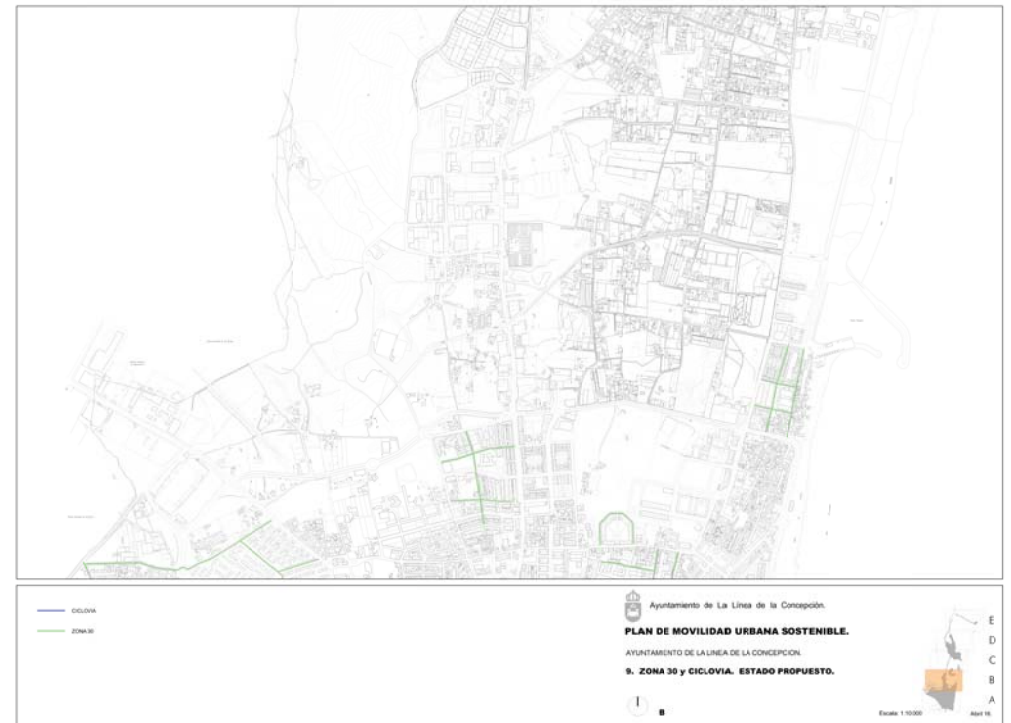 CICLOVIA
ZONA 30
Ayuntamiento de La Línea de la Concepción.
PLAN DE MOVILIDAD URBANA SOSTENIBLE.
AYUNTAMIENTO DE LA LINEA DE LA CONCEPCION.
9. ZONA 30 y CICLOVIA. ESTADO PROPUESTO.
B
E
D
C
B
A
Escala: 1:10.000
Abril 16.